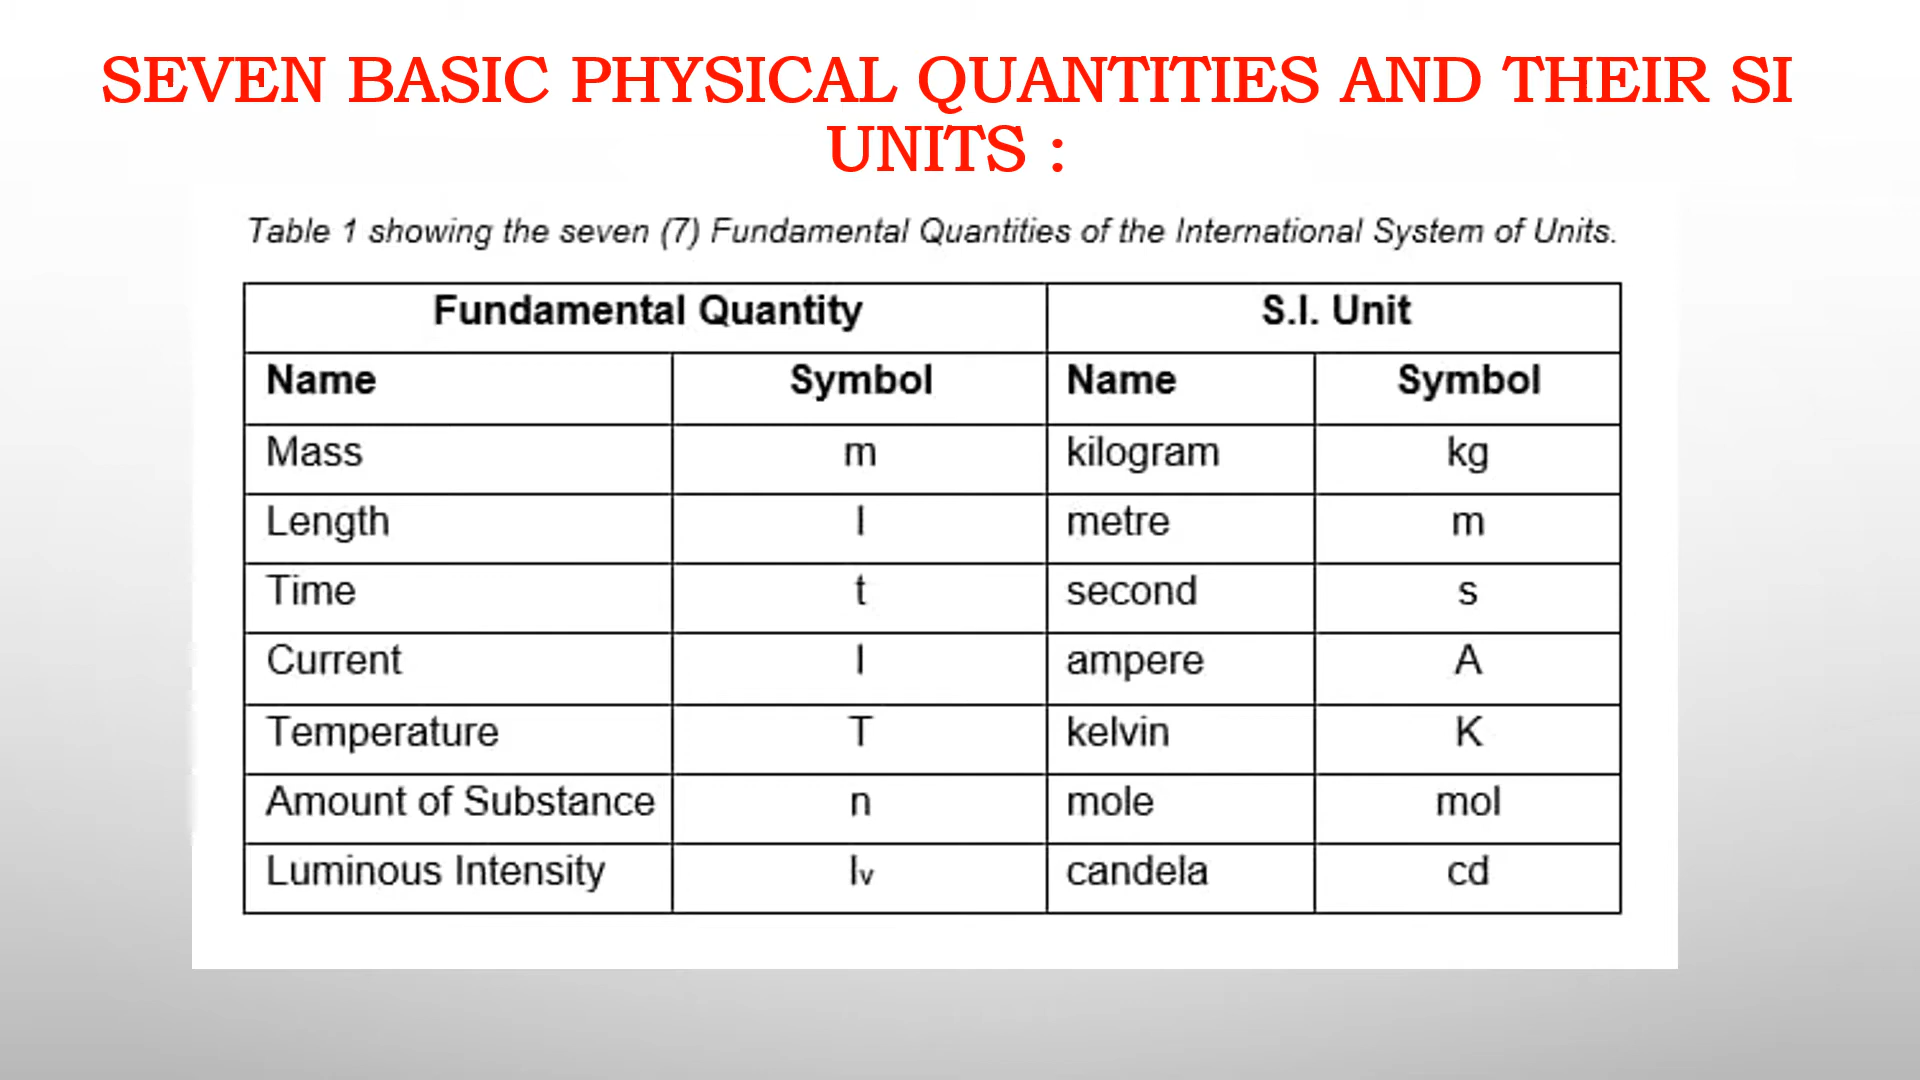 SEVEN BASIC PHYSICAL QUANTITIES AND THEIR SI
UNITS :
Table 1 showing the seven (7) Fundamental Quantities of the International System of Units.
Fundamental Quantity S.I. Unit
Name Symbol Name Symbol
Mass m kilogram kg
Length l metre m
Time t second s
Current I ampere A
Temperature T kelvin K
Amount of Substance n mole mol
Luminous Intensity Iv candela cd